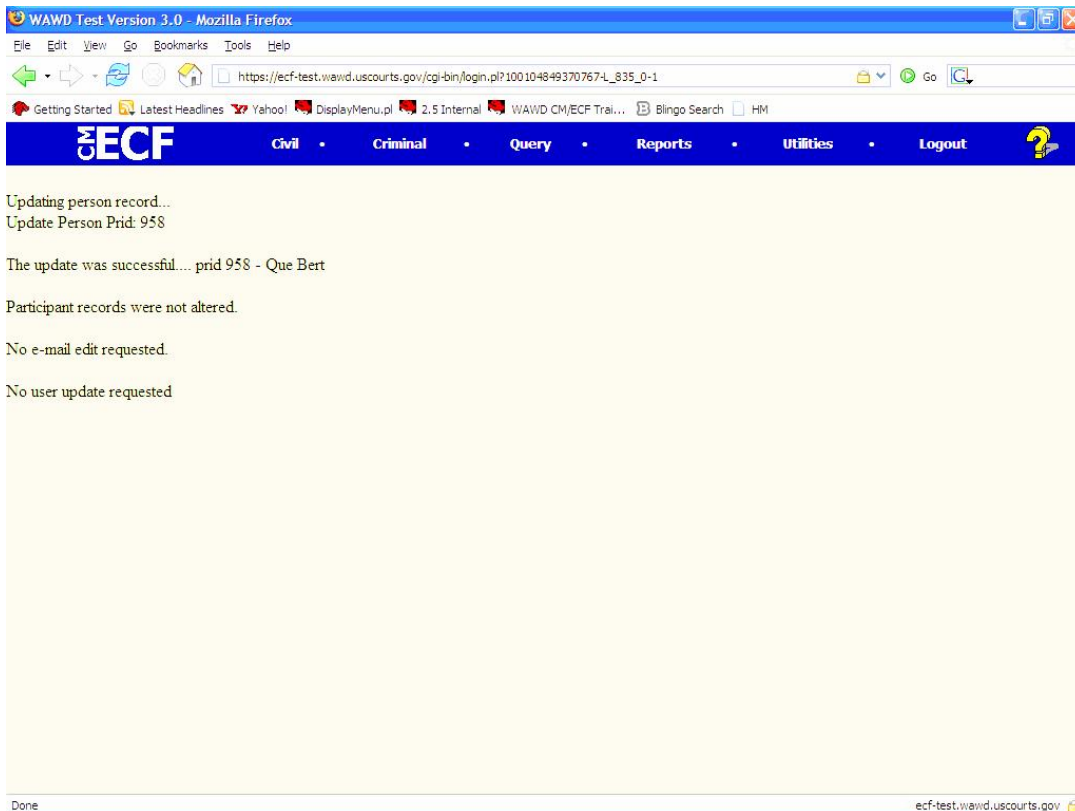 WAWD Test Version 3.0 - Mozilla Firefox
File Edit View Go Bookmarks Tools Help
https://ecf-test.wawd.uscourts.gov/cgi-bin/login.pl?100104849370767-L_835_0-1 Go G
Getting Started Latest Headlines Yahoo! DisplayMenu.pl 2.5 Internal WAWD CM/ECF Trai... Blingo Search HM
CM ECF Civil • Criminal • Query • Reports • Utilities • Logout ?
Updating person record...
Update Person Prid: 958
The update was successful.... prid 958 - Que Bert
Participant records were not altered.
No e-mail edit requested.
No user update requested
Done ecf-test.wawd.uscourts.gov